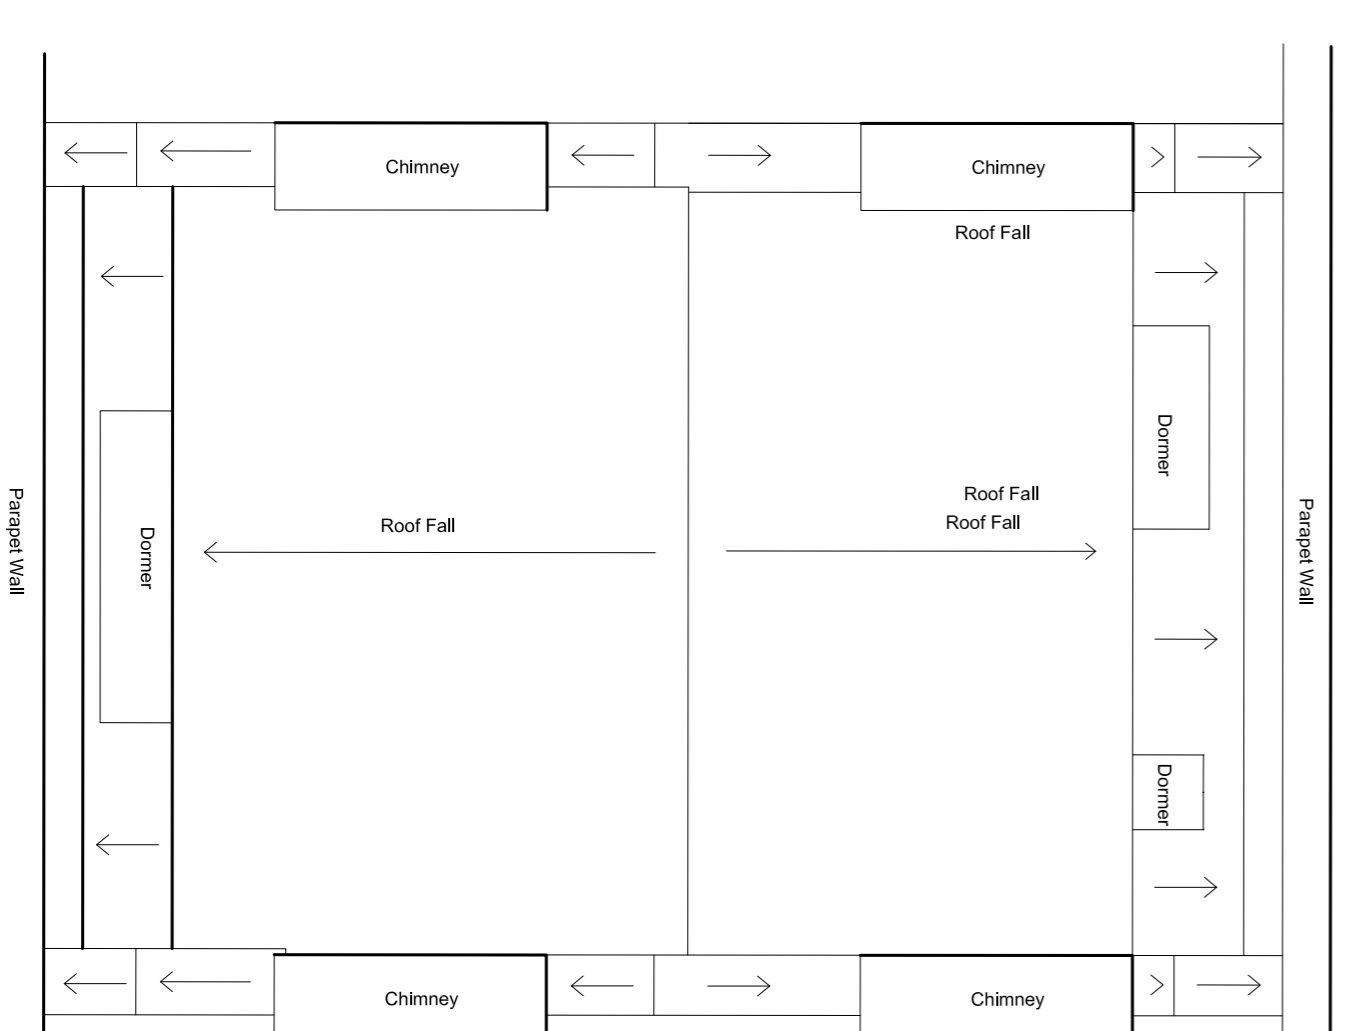 Chimney
Chimney
Roof Fall
Dormer
Roof Fall
Parapet Wall
Parapet Wall
Roof Fall
Roof Fall
Dormer
Dormer
Chimney
Chimney